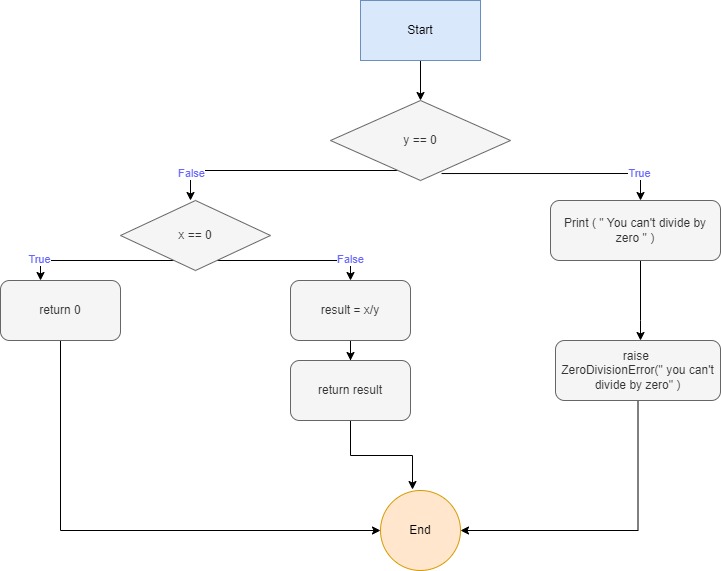 Start
y == 0
False
True
x == 0
Print ( " You can't divide by
zero " )
True
False
return 0
result = x/y
raise
ZeroDivisionError(" you can't
divide by zero" )
return result
End